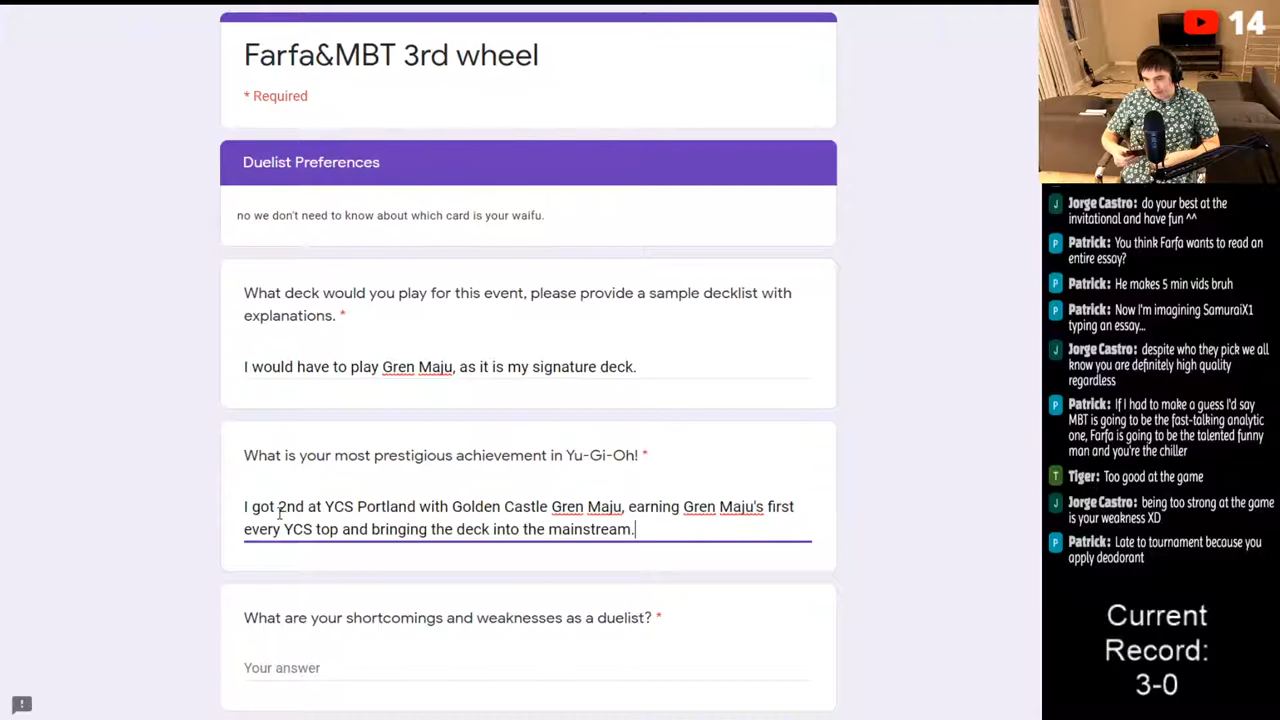 Farfa&MBT 3rd wheel
* Required
Duelist Preferences
no we don't need to know about which card is your waifu.
What deck would you play for this event, please provide a sample decklist with
explanations. *
I would have to play Gren Maju, as it is my signature deck.
What is your most prestigious achievement in Yu-Gi-Oh! *
I got 2nd at YCS Portland with Golden Castle Gren Maju, earning Gren Maju's first
every YCS top and bringing the deck into the mainstream.
What are your shortcomings and weaknesses as a duelist? *
Your answer
14
J Jorge Castro: do your best at the
invitational and have fun ^^
P Patrick: You think Farfa wants to read an
entire essay?
P Patrick: He makes 5 min vids bruh
P Patrick: Now I'm imagining SamuraiX1
typing an essay...
J Jorge Castro: despite who they pick we all
know you are definitely high quality
regardless
P Patrick: If I had to make a guess I'd say
MBT is going to be the fast-talking analytic
one, Farfa is going to be the talented funny
man and you're the chiller
T Tiger: Too good at the game
J Jorge Castro: being too strong at the game
is your weakness XD
P Patrick: Late to tournament because you
apply deodorant
Current
Record:
3-0